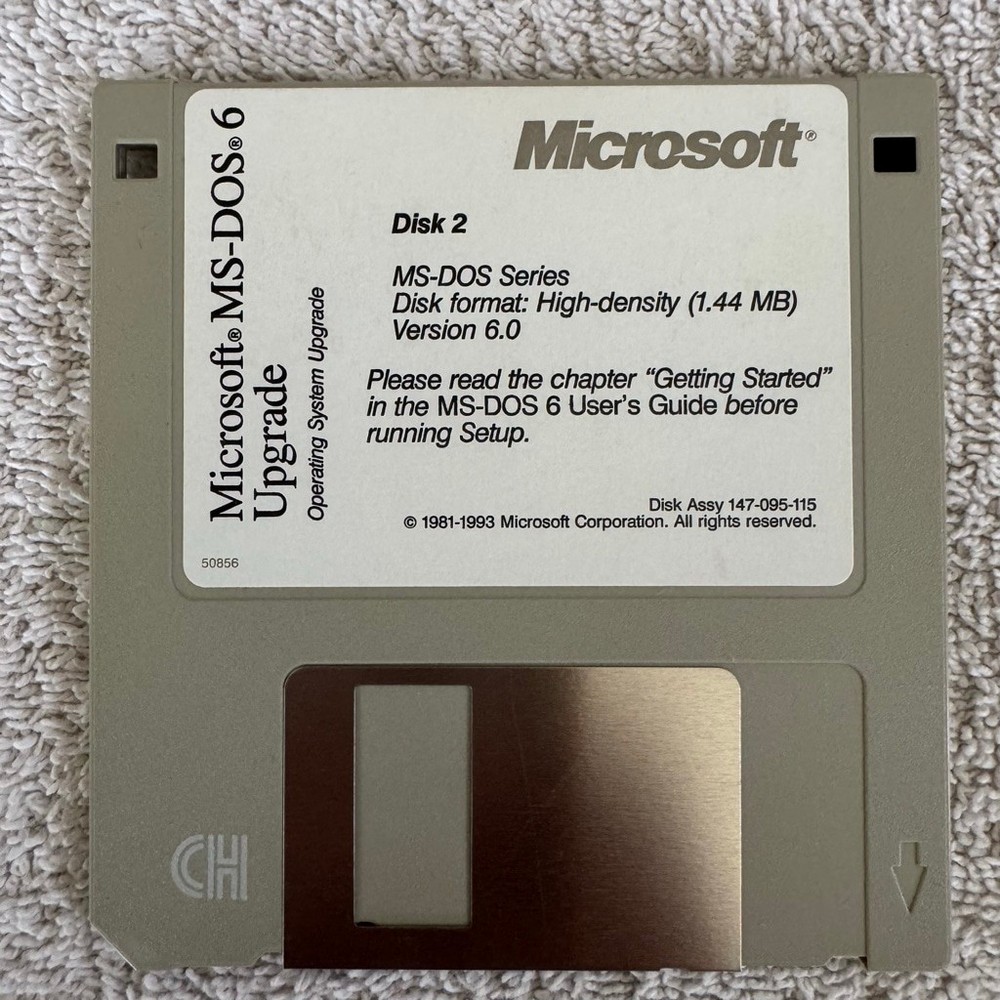 Microsoft® MS-DOS® 6
Upgrade
Operating System Upgrade
Microsoft®
Disk 2
MS-DOS Series
Disk format: High-density (1.44 MB)
Version 6.0
Please read the chapter “Getting Started”
in the MS-DOS 6 User's Guide before
running Setup.
Disk Assy 147-095-115
© 1981-1993 Microsoft Corporation. All rights reserved.
50856
CH